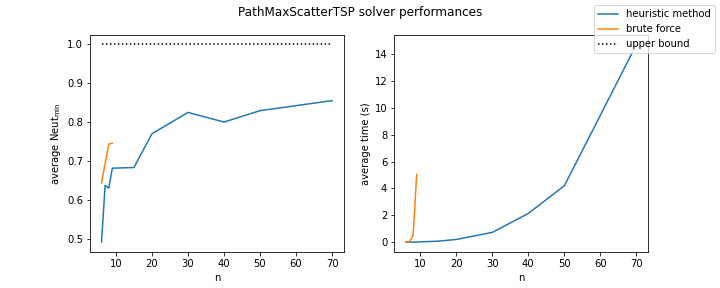 PathMaxScatterTSP solver performances
heuristic method
brute force
upper bound
average Neut_min
1.0
0.9
0.8
0.7
0.6
0.5
10 20 30 40 50 60 70
n
average time (s)
14
12
10
8
6
4
2
0
10 20 30 40 50 60 70
n